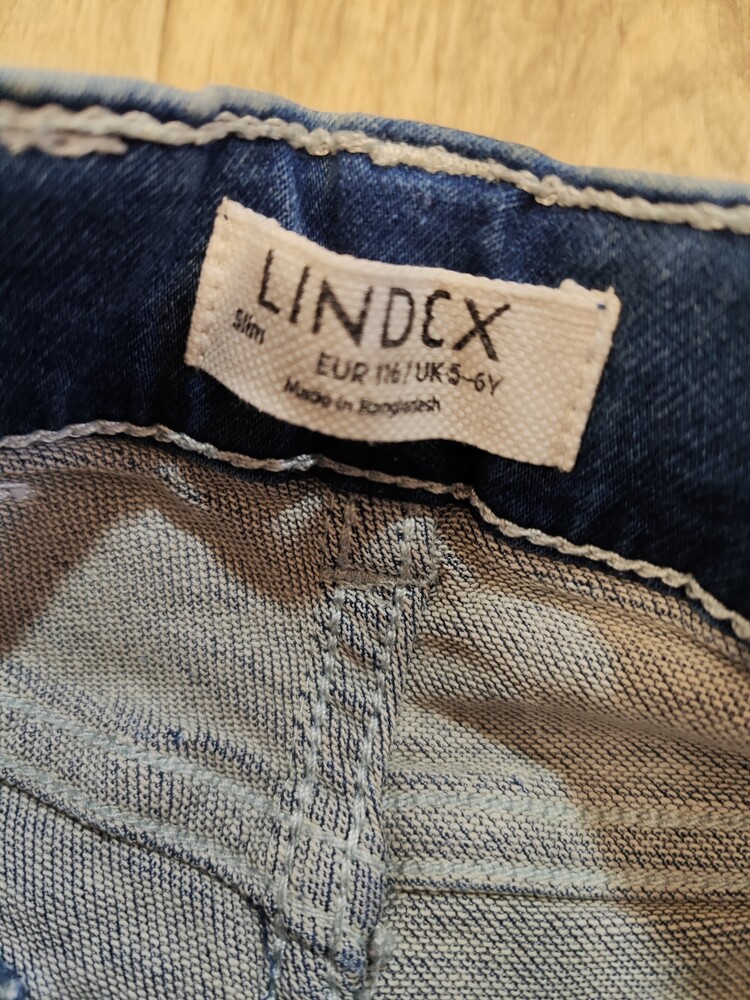 LINDEX
Slim
EUR 116/UK 5-6Y
Made in Bangladesh